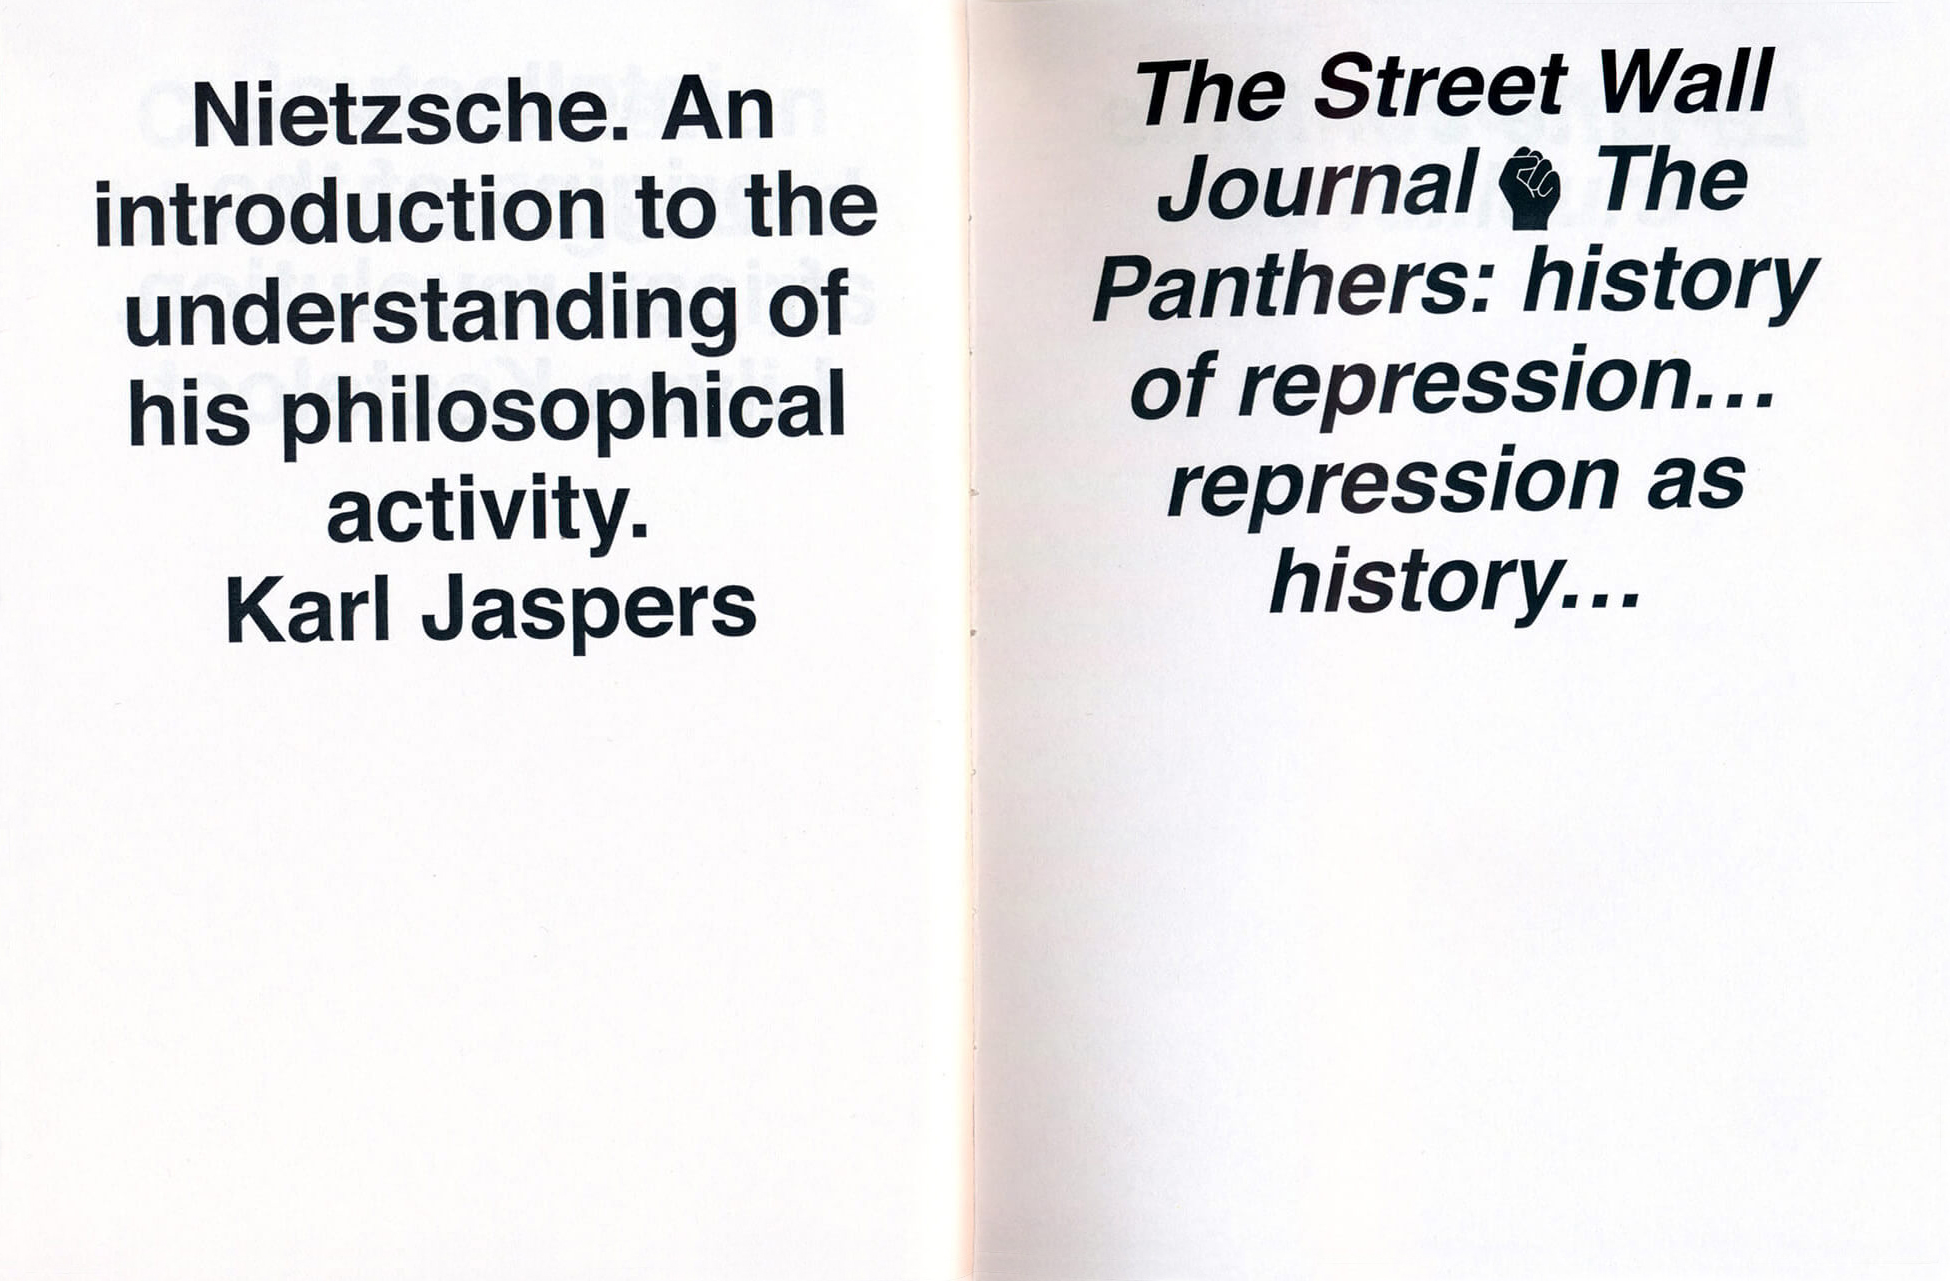 Nietzsche. An
introduction to the
understanding of
his philosophical
activity.
Karl Jaspers
The Street Wall
Journal ✊ The
Panthers: history
of repression...
repression as
history...